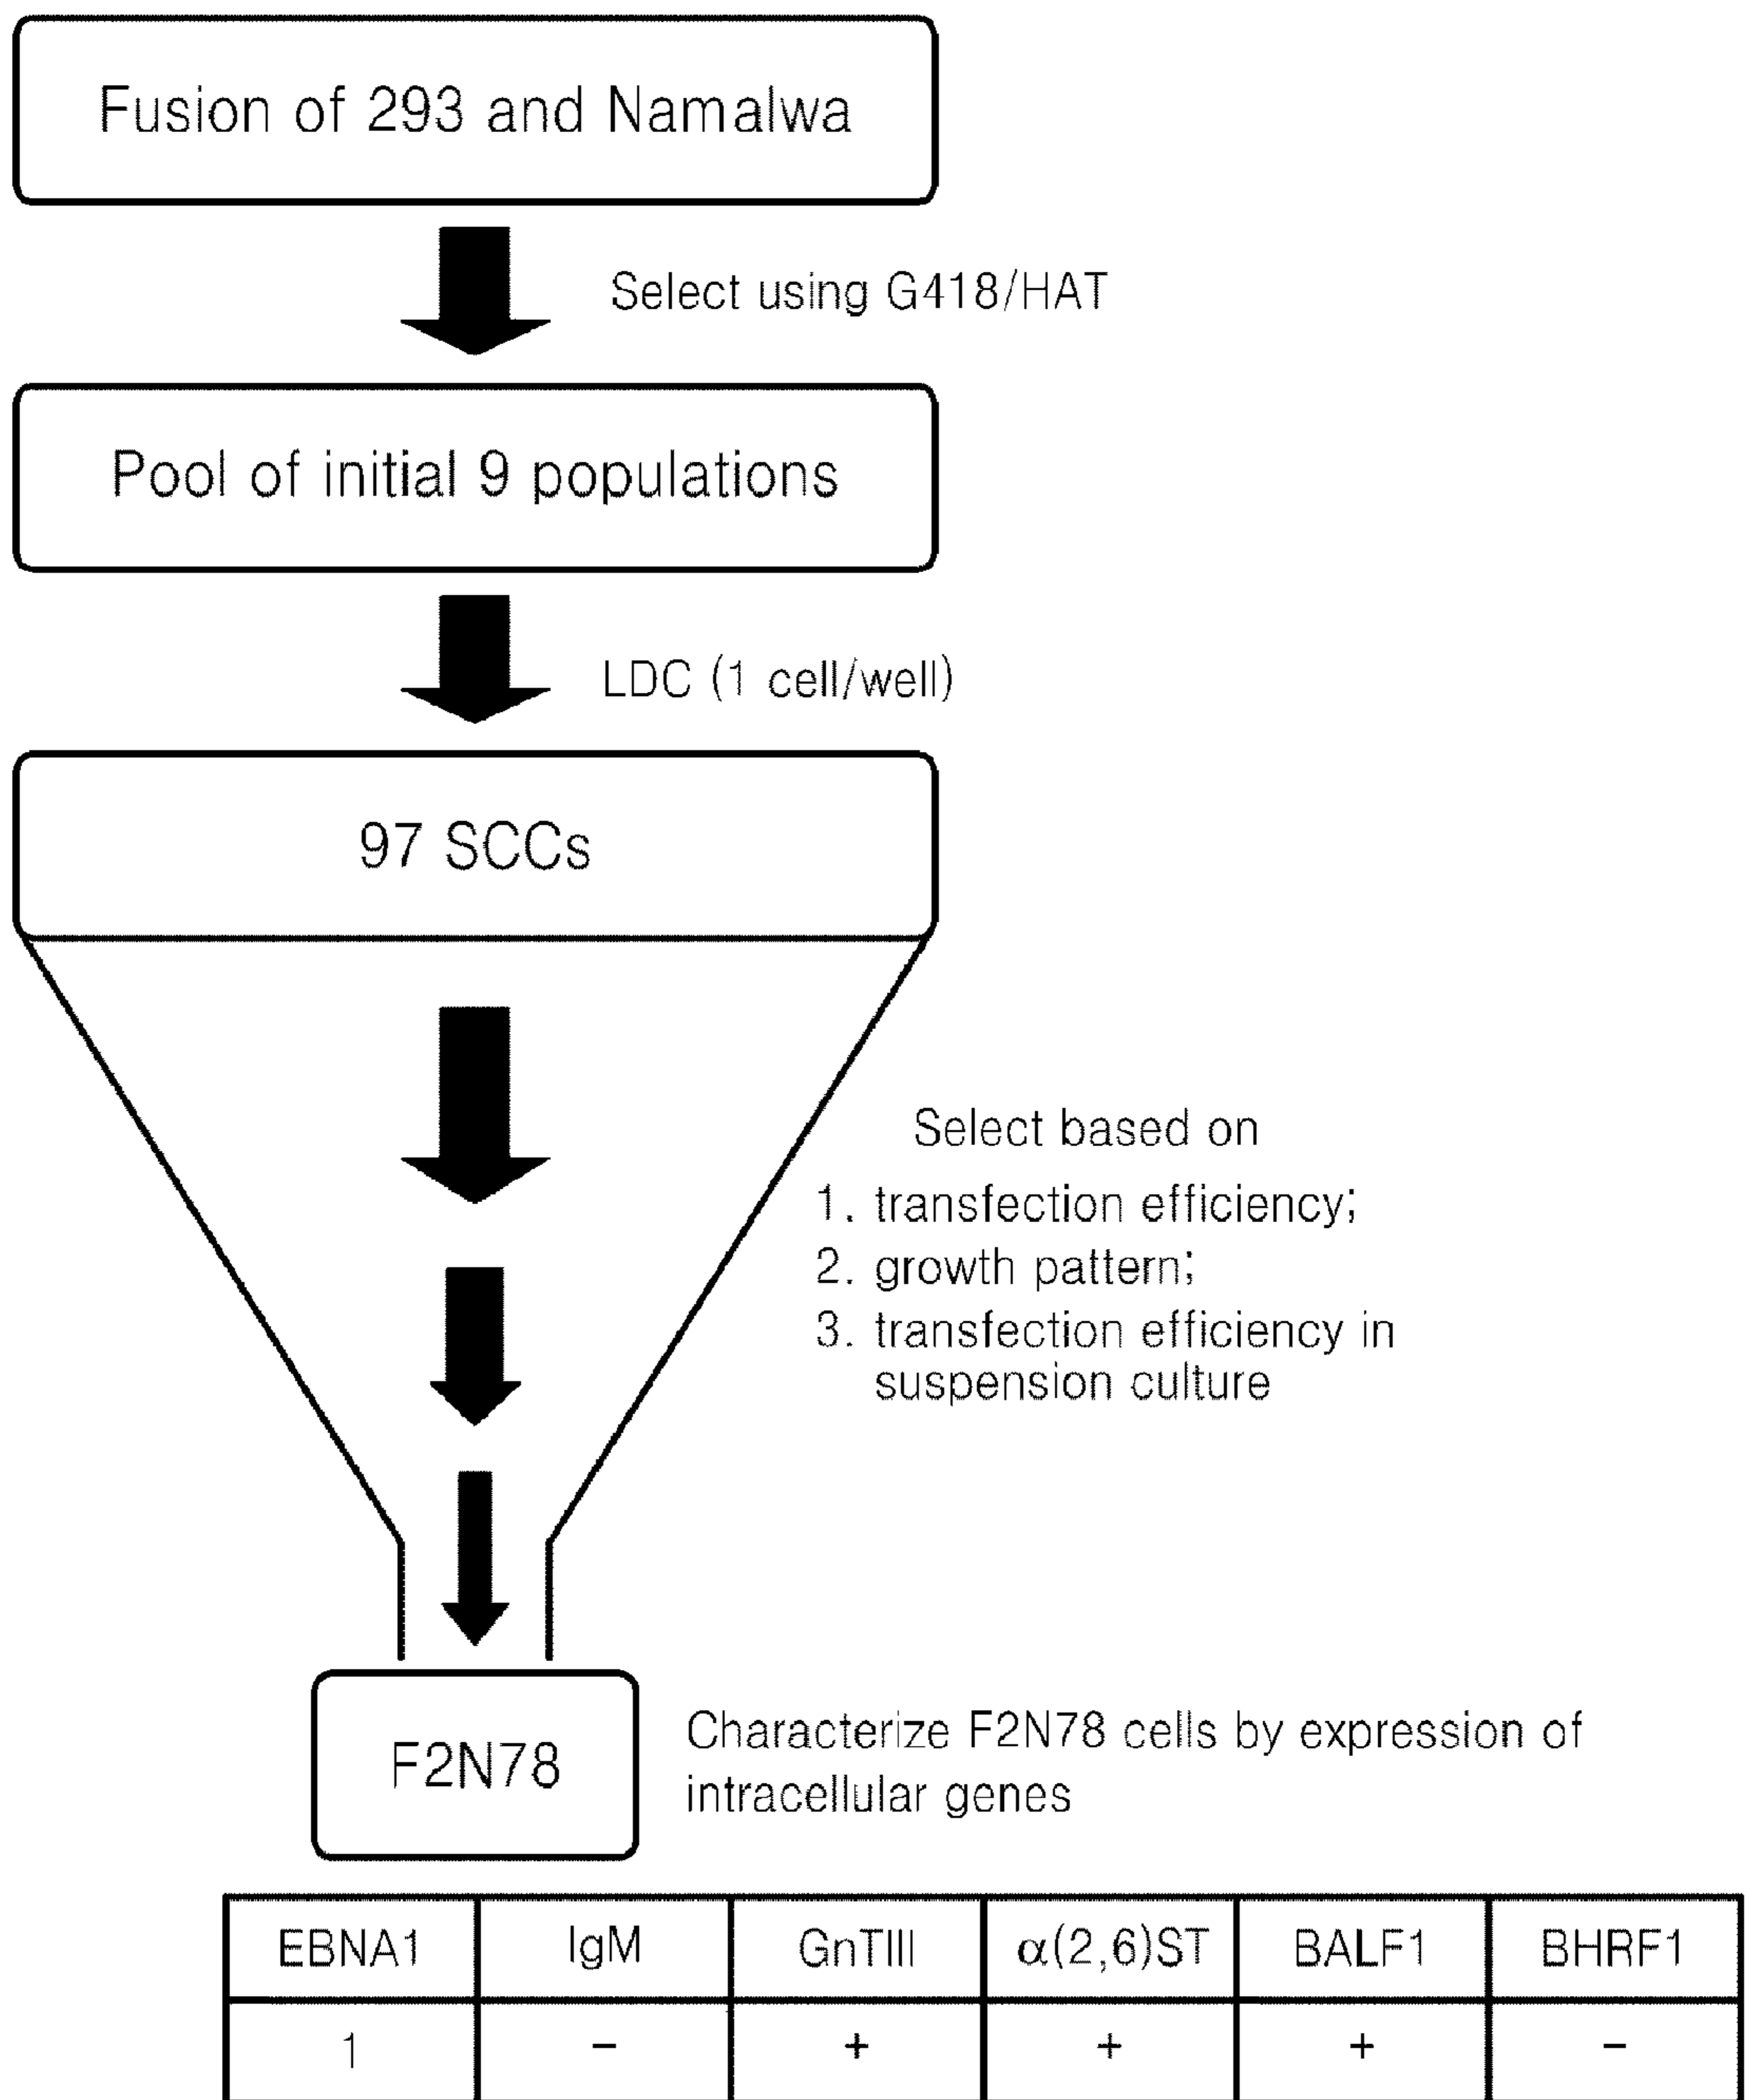 Fusion of 293 and Namalwa
Select using G418/HAT
Pool of initial 9 populations
LDC (1 cell/well)
97 SCCs
Select based on
1. transfection efficiency;
2. growth pattern;
3. transfection efficiency in
suspension culture
F2N78
Characterize F2N78 cells by expression of
intracellular genes
EBNA1 IgM GnTIII α(2,6)ST BALF1 BHRF1
1 − + + + −